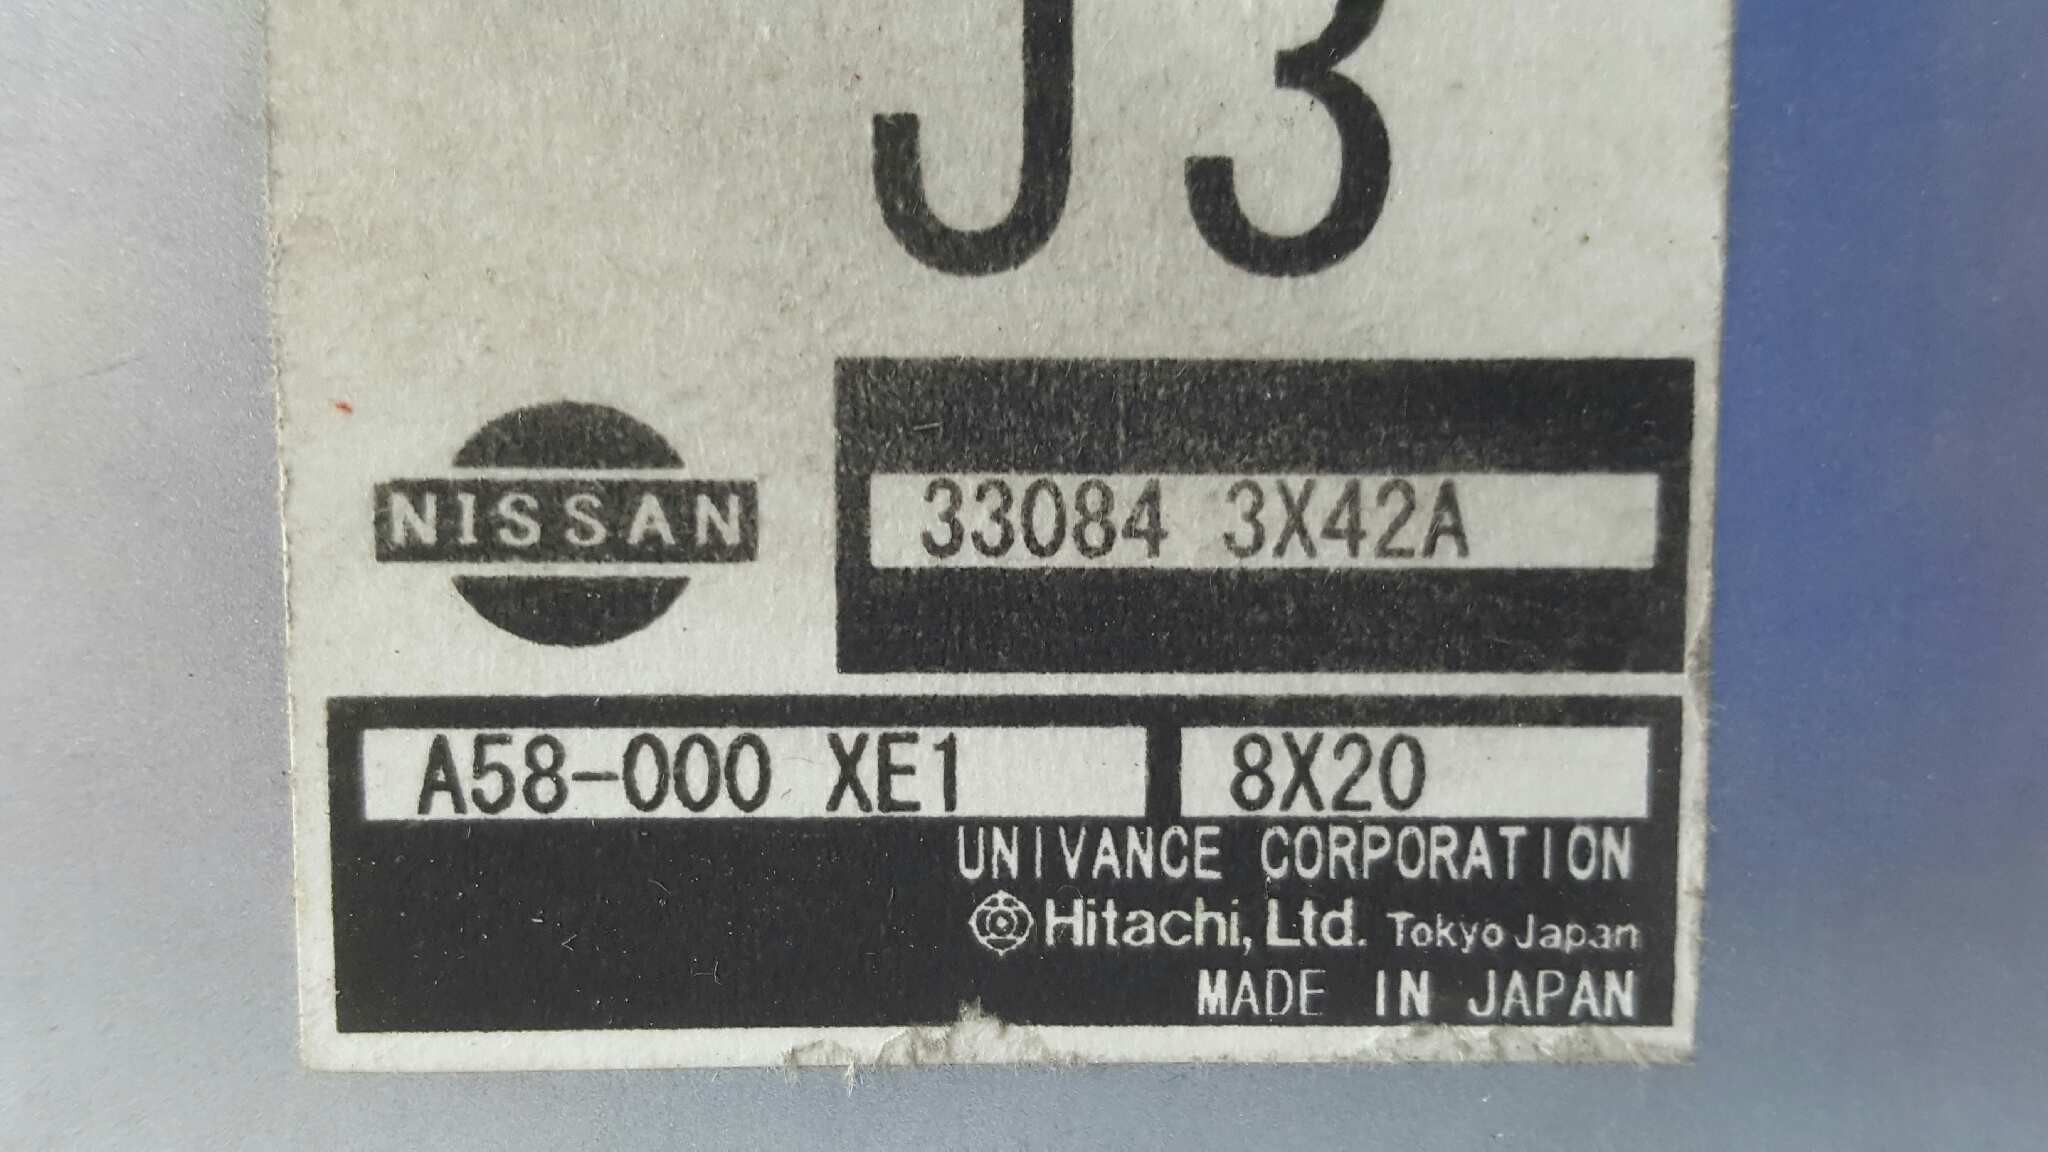 J3
NISSAN
33084 3X42A
A58-000 XE1 8X20
UNIVANCE CORPORATION
Hitachi, Ltd. Tokyo Japan
MADE IN JAPAN